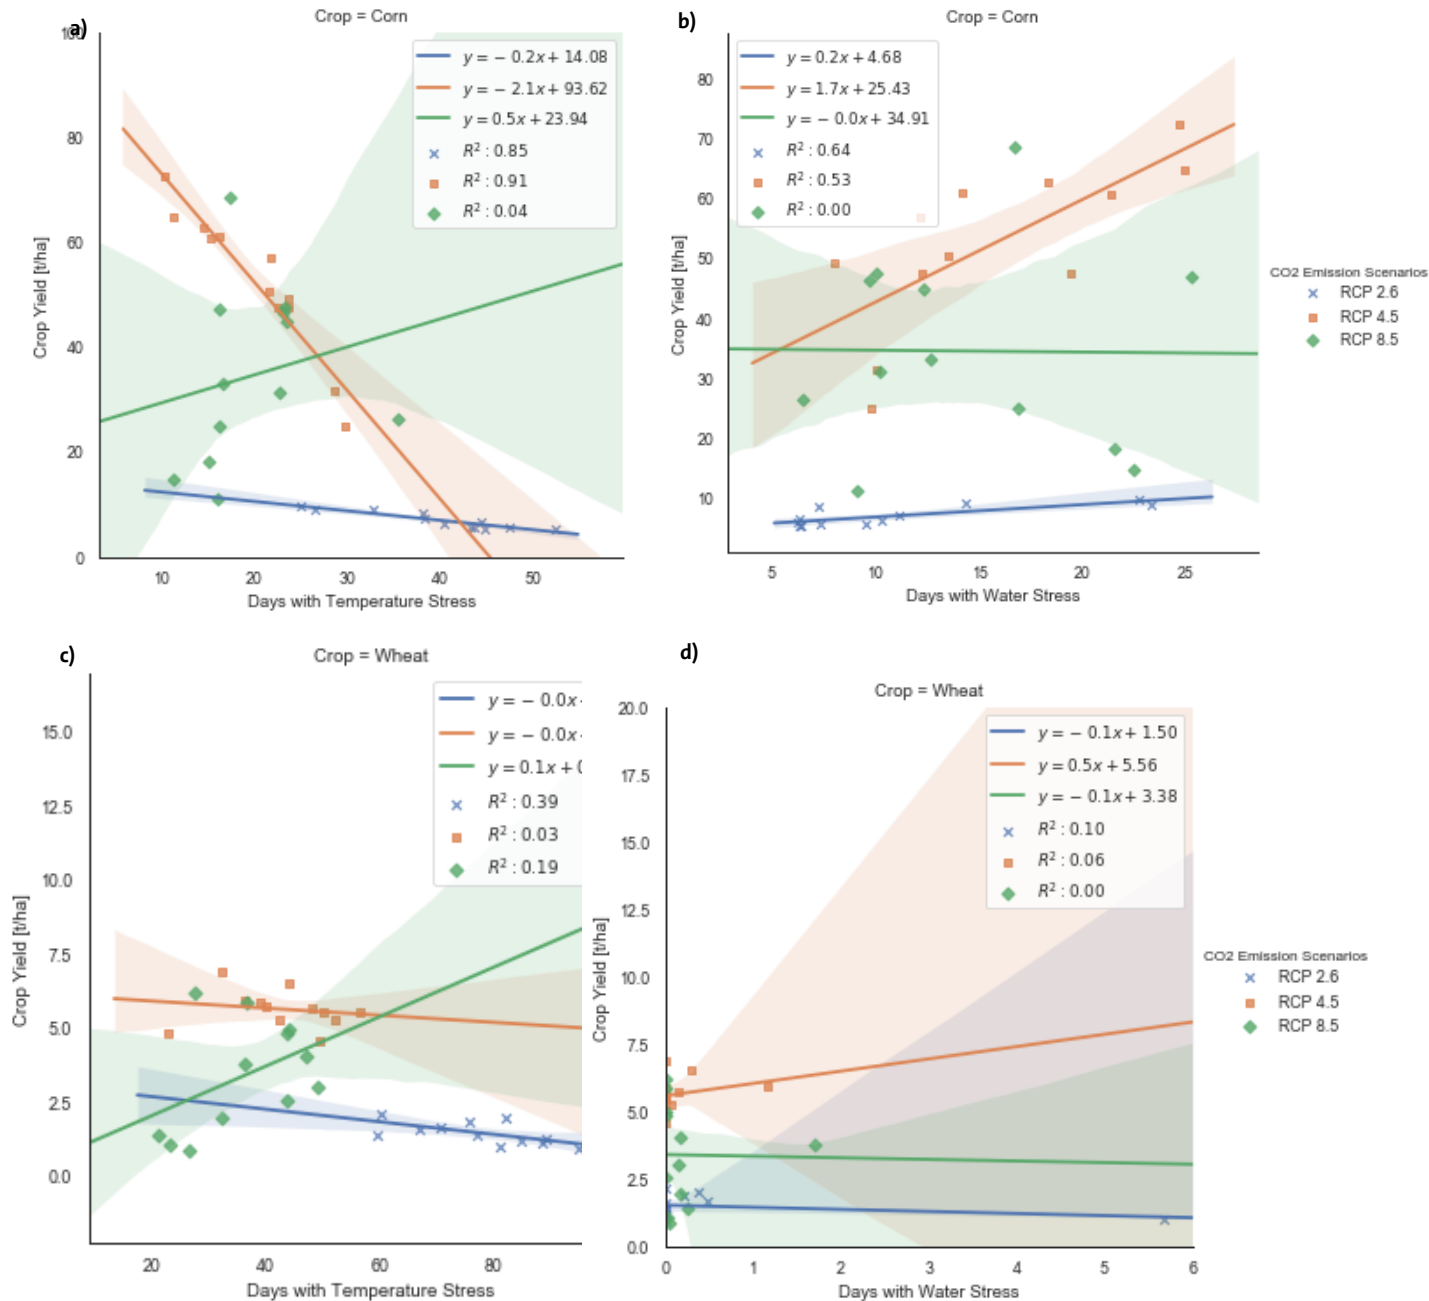 a)
Crop = Corn
100
80
60
40
20
0
Crop Yield [t/ha]
y = − 0.2x + 14.08
y = − 2.1x + 93.62
y = 0.5x + 23.94
R² : 0.85
R² : 0.91
R² : 0.04
10 20 30 40 50
Days with Temperature Stress
b)
Crop = Corn
80
70
60
50
40
30
20
10
Crop Yield [t/ha]
y = 0.2x + 4.68
y = 1.7x + 25.43
y = − 0.0x + 34.91
R² : 0.64
R² : 0.53
R² : 0.00
5 10 15 20 25
Days with Water Stress
CO2 Emission Scenarios
RCP 2.6
RCP 4.5
RCP 8.5
c)
Crop = Wheat
15.0
12.5
10.0
7.5
5.0
2.5
0.0
Crop Yield [t/ha]
y = − 0.0x
y = − 0.0x
y = 0.1x +
R² : 0.39
R² : 0.03
R² : 0.19
20 40 60 80
Days with Temperature Stress
d)
Crop = Wheat
20.0
17.5
15.0
12.5
10.0
7.5
5.0
2.5
0.0
Crop Yield [t/ha]
y = − 0.1x + 1.50
y = 0.5x + 5.56
y = − 0.1x + 3.38
R² : 0.10
R² : 0.06
R² : 0.00
0 1 2 3 4 5 6
Days with Water Stress
CO2 Emission Scenarios
RCP 2.6
RCP 4.5
RCP 8.5